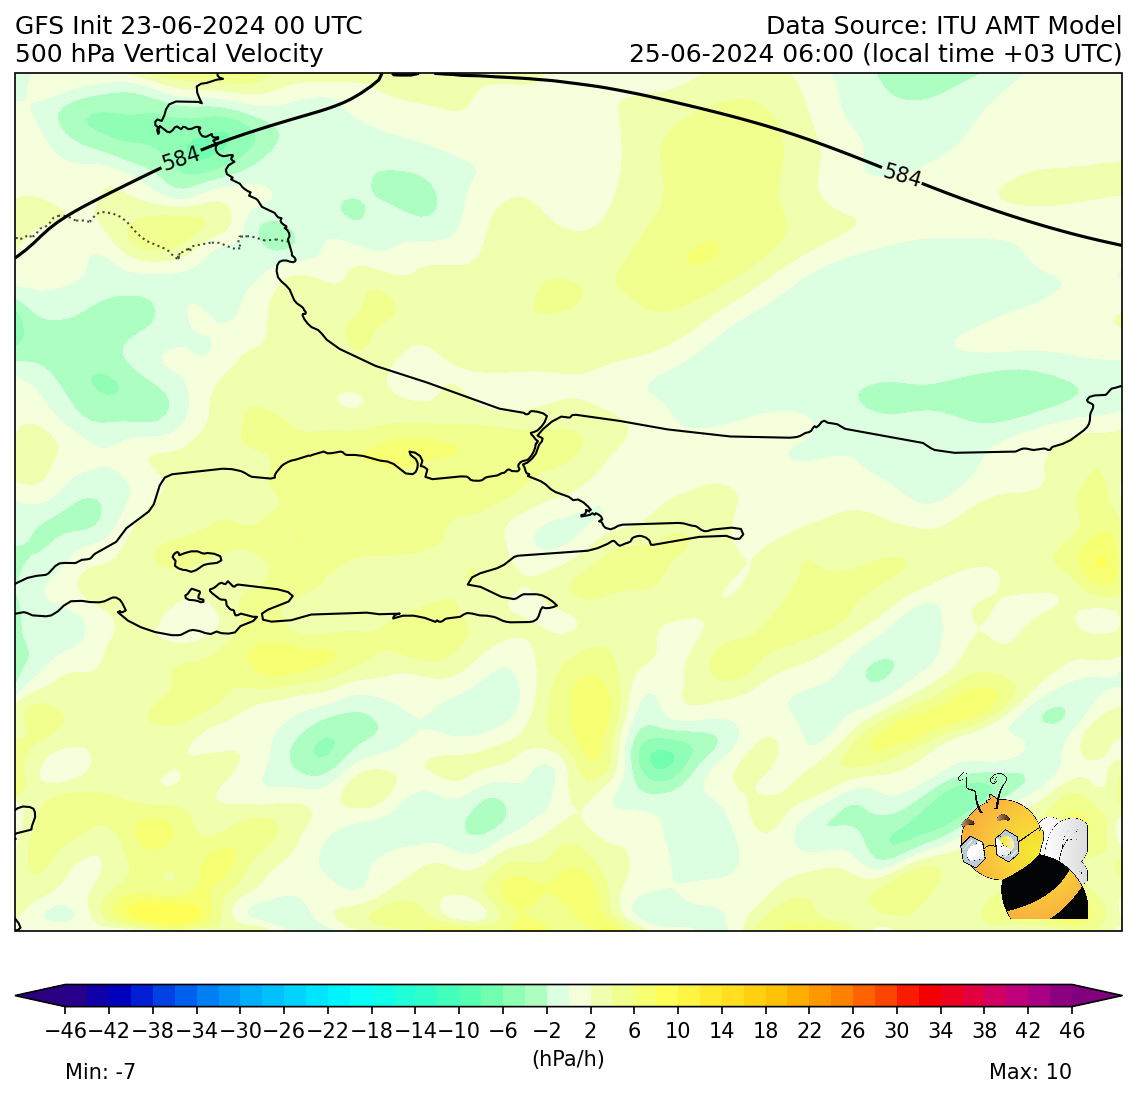 GFS Init 23-06-2024 00 UTC
Data Source: ITU AMT Model
500 hPa Vertical Velocity
25-06-2024 06:00 (local time +03 UTC)
584
584
−46 −42 −38 −34 −30 −26 −22 −18 −14 −10 −6 −2 2 6 10 14 18 22 26 30 34 38 42 46
(hPa/h)
Min: -7
Max: 10